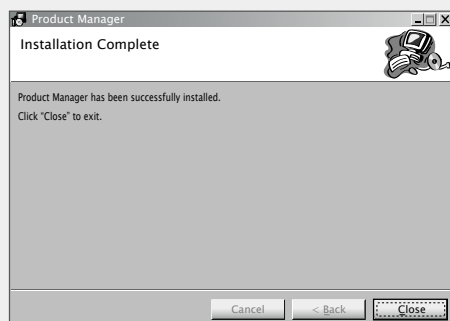 Product Manager
Installation Complete
Product Manager has been successfully installed.
Click “Close” to exit.
Cancel
< Back
Close